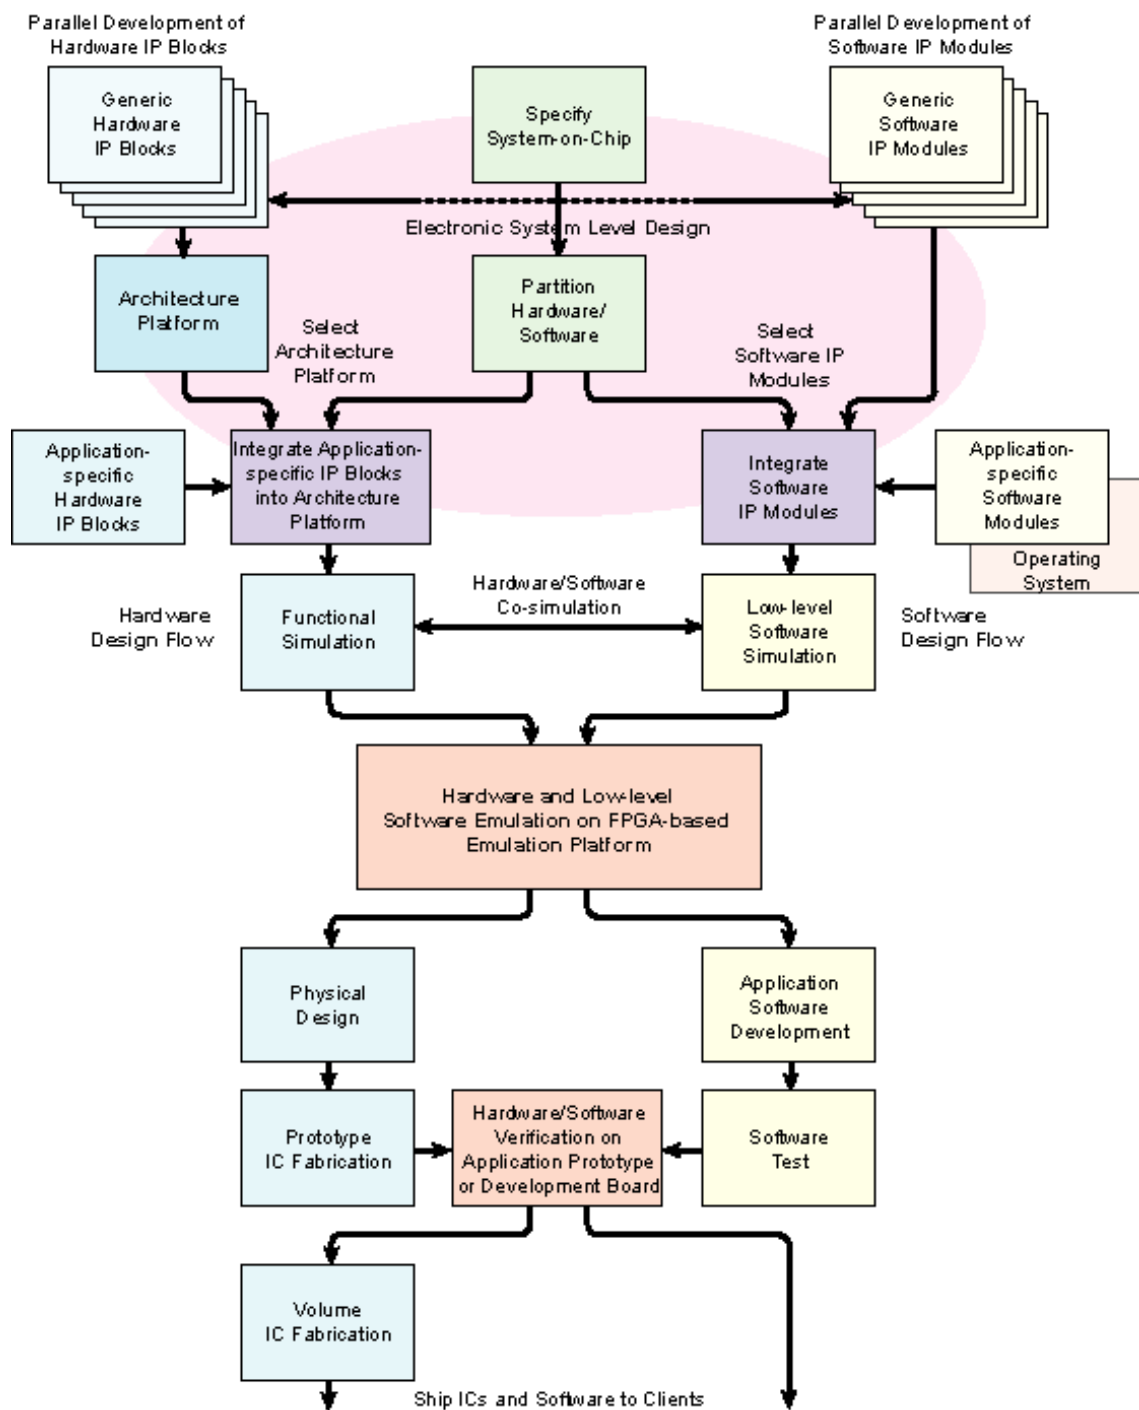 Parallel Development of
Hardware IP Blocks
Parallel Development of
Software IP Modules
Generic
Hardware
IP Blocks
Specify
System-on-Chip
Generic
Software
IP Modules
Electronic System Level Design
Architecture
Platform
Partition
Hardware/
Software
Select
Architecture
Platform
Select
Software IP
Modules
Application-
specific
Hardware
IP Blocks
Integrate Application-
specific IP Blocks
into Architecture
Platform
Integrate
Software
IP Modules
Application-
specific
Software
Modules
Operating
System
Hardware
Design Flow
Functional
Simulation
Hardware/Software
Co-simulation
Low-level
Software
Simulation
Software
Design Flow
Hardware and Low-level
Software Emulation on FPGA-based
Emulation Platform
Physical
Design
Application
Software
Development
Prototype
IC Fabrication
Hardware/Software
Verification on
Application Prototype
or Development Board
Software
Test
Volume
IC Fabrication
Ship ICs and Software to Clients